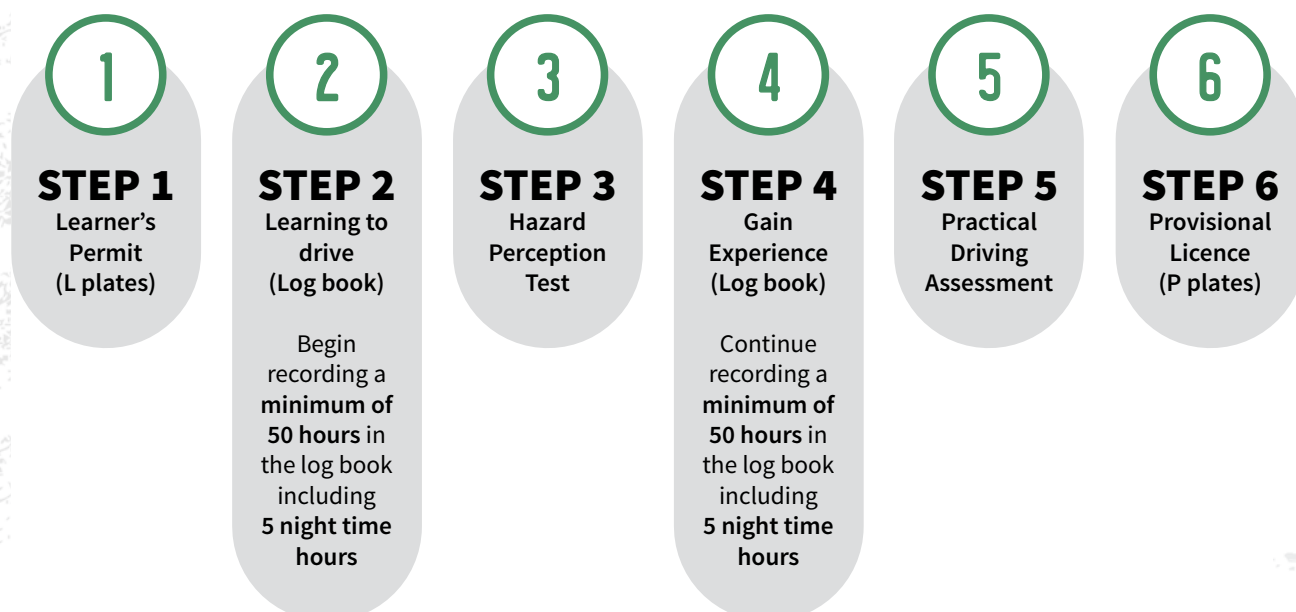 1
STEP 1
Learner's
Permit
(L plates)
2
STEP 2
Learning to
drive
(Log book)
Begin
recording a
minimum of
50 hours in
the log book
including
5 night time
hours
3
STEP 3
Hazard
Perception
Test
4
STEP 4
Gain
Experience
(Log book)
Continue
recording a
minimum of
50 hours in
the log book
including
5 night time
hours
5
STEP 5
Practical
Driving
Assessment
6
STEP 6
Provisional
Licence
(P plates)